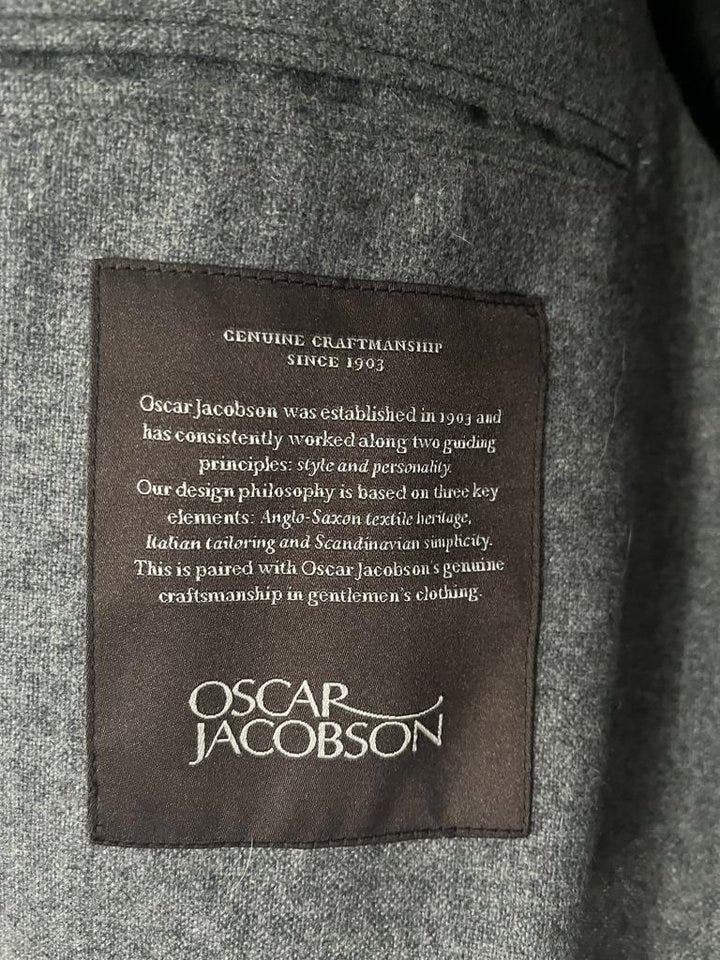 GENUINE CRAFTMANSHIP
SINCE 1903
Oscar Jacobson was established in 1903 and
has consistently worked along two guiding
principles: style and personality.
Our design philosophy is based on three key
elements: Anglo-Saxon textile heritage,
Italian tailoring and Scandinavian simplicity.
This is paired with Oscar Jacobson's genuine
craftsmanship in gentlemen's clothing.
OSCAR
JACOBSON